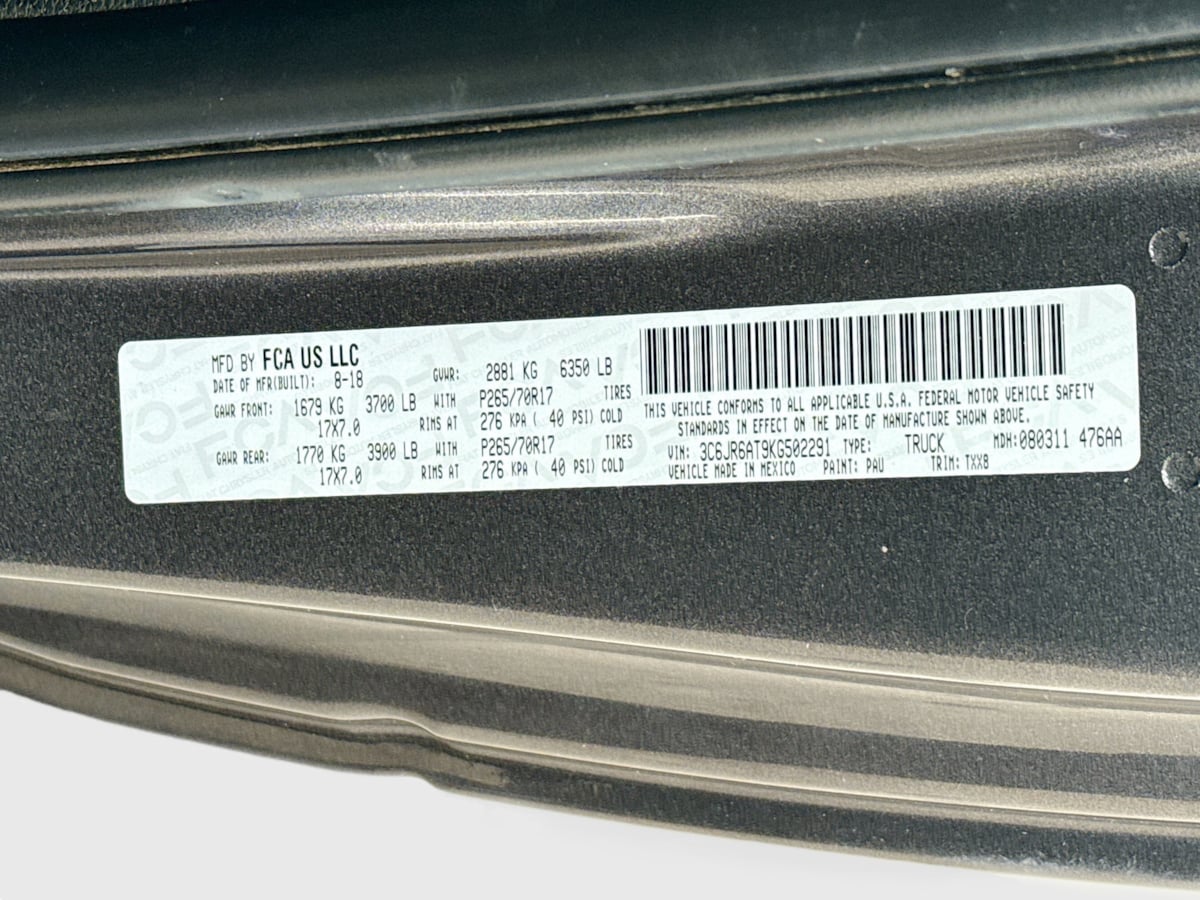 MFD BY FCA US LLC
DATE OF MFR(BUILT): 8-18 GVWR: 2881 KG 6350 LB
GAWR FRONT: 1679 KG 3700 LB WITH P265/70R17 TIRES
17X7.0 RIMS AT 276 KPA ( 40 PSI) COLD
GAWR REAR: 1770 KG 3900 LB WITH P265/70R17 TIRES
17X7.0 RIMS AT 276 KPA ( 40 PSI) COLD
THIS VEHICLE CONFORMS TO ALL APPLICABLE U.S.A. FEDERAL MOTOR VEHICLE SAFETY
STANDARDS IN EFFECT ON THE DATE OF MANUFACTURE SHOWN ABOVE.
VIN: 3C6JR6AT9KG502291 TYPE: TRUCK MDH:080311 476AA
VEHICLE MADE IN MEXICO PAINT: PAU TRIM: TXX8